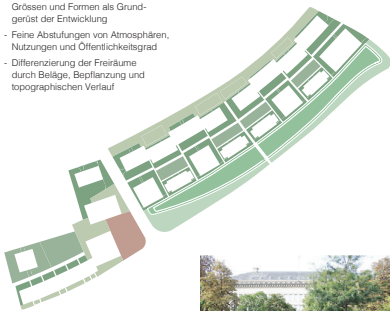 Grössen und Formen als Grund-
gerüst der Entwicklung
- Feine Abstufungen von Atmosphären,
Nutzungen und Öffentlichkeitsgrad
- Differenzierung der Freiräume
durch Beläge, Bepflanzung und
topographischen Verlauf